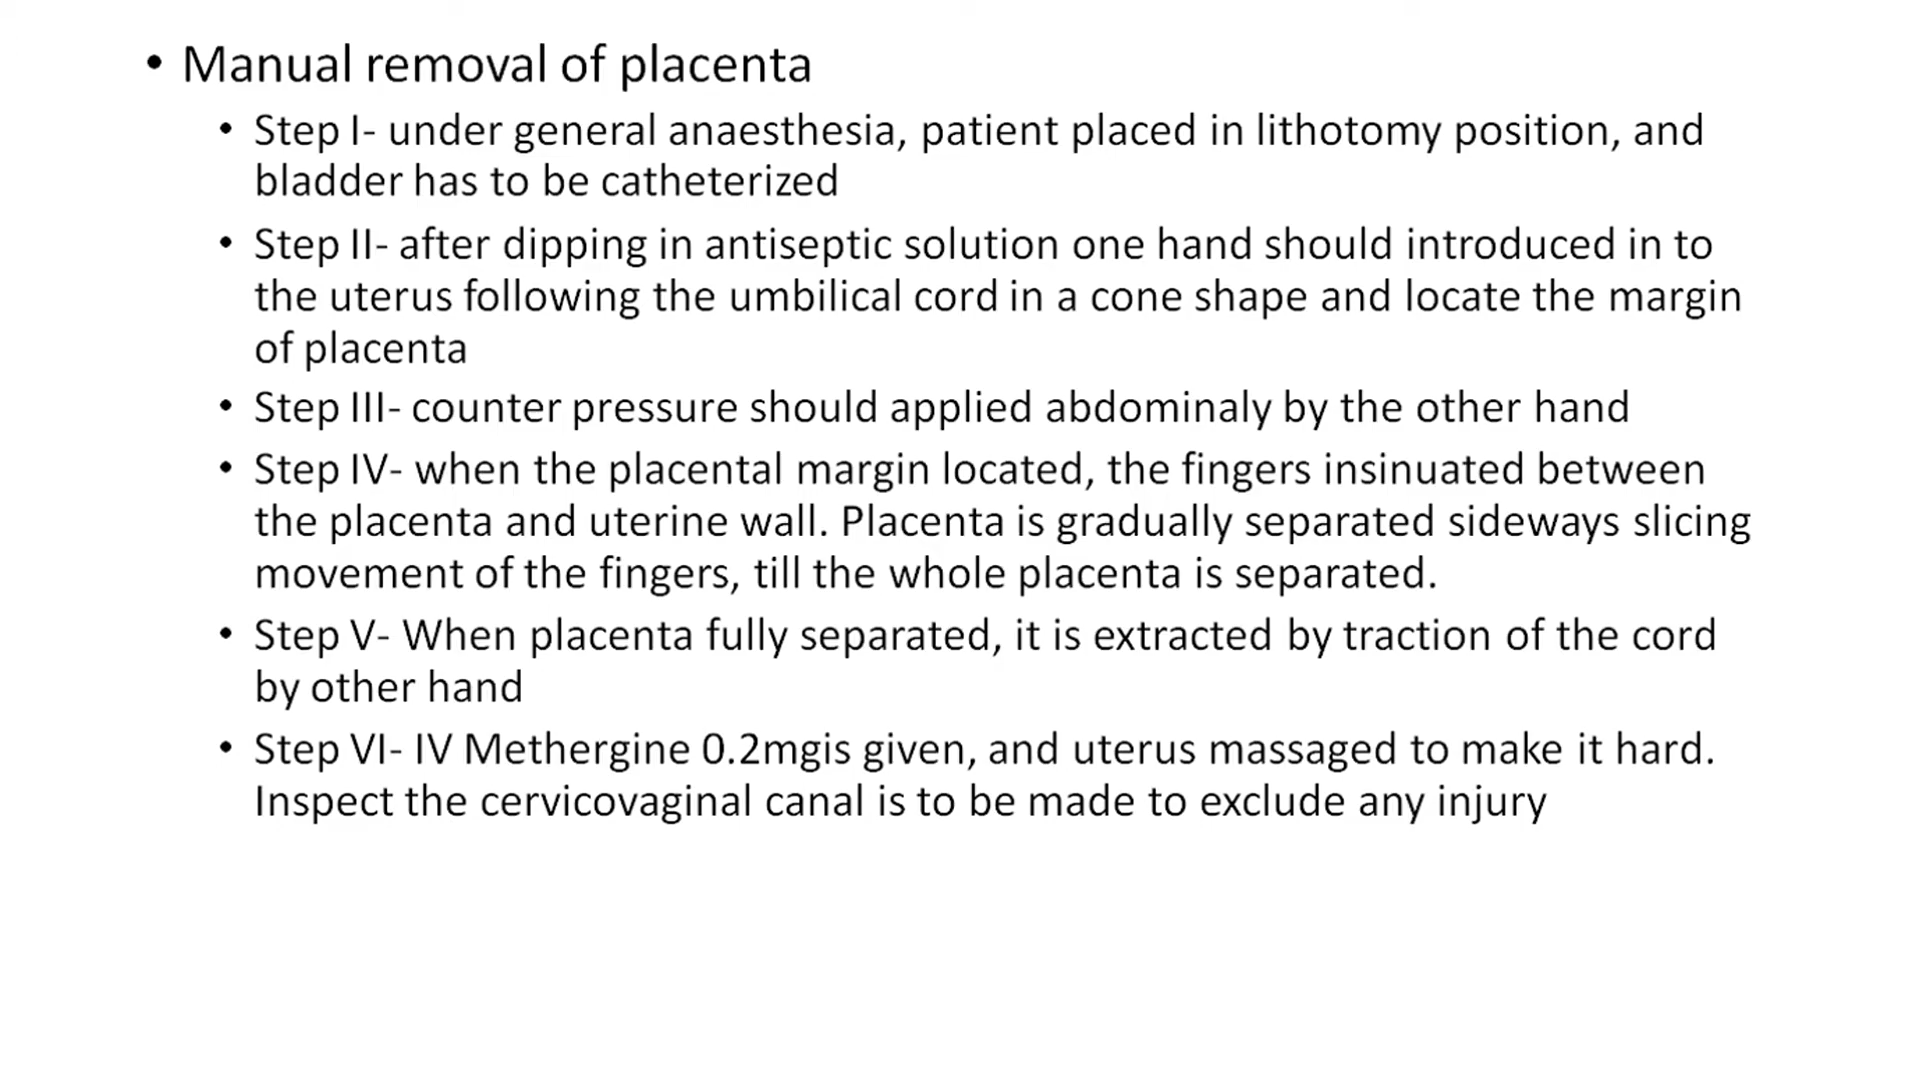 • Manual removal of placenta
• Step I- under general anaesthesia, patient placed in lithotomy position, and
bladder has to be catheterized
• Step II- after dipping in antiseptic solution one hand should introduced in to
the uterus following the umbilical cord in a cone shape and locate the margin
of placenta
• Step III- counter pressure should applied abdominaly by the other hand
• Step IV- when the placental margin located, the fingers insinuated between
the placenta and uterine wall. Placenta is gradually separated sideways slicing
movement of the fingers, till the whole placenta is separated.
• Step V- When placenta fully separated, it is extracted by traction of the cord
by other hand
• Step VI- IV Methergine 0.2mgis given, and uterus massaged to make it hard.
Inspect the cervicovaginal canal is to be made to exclude any injury